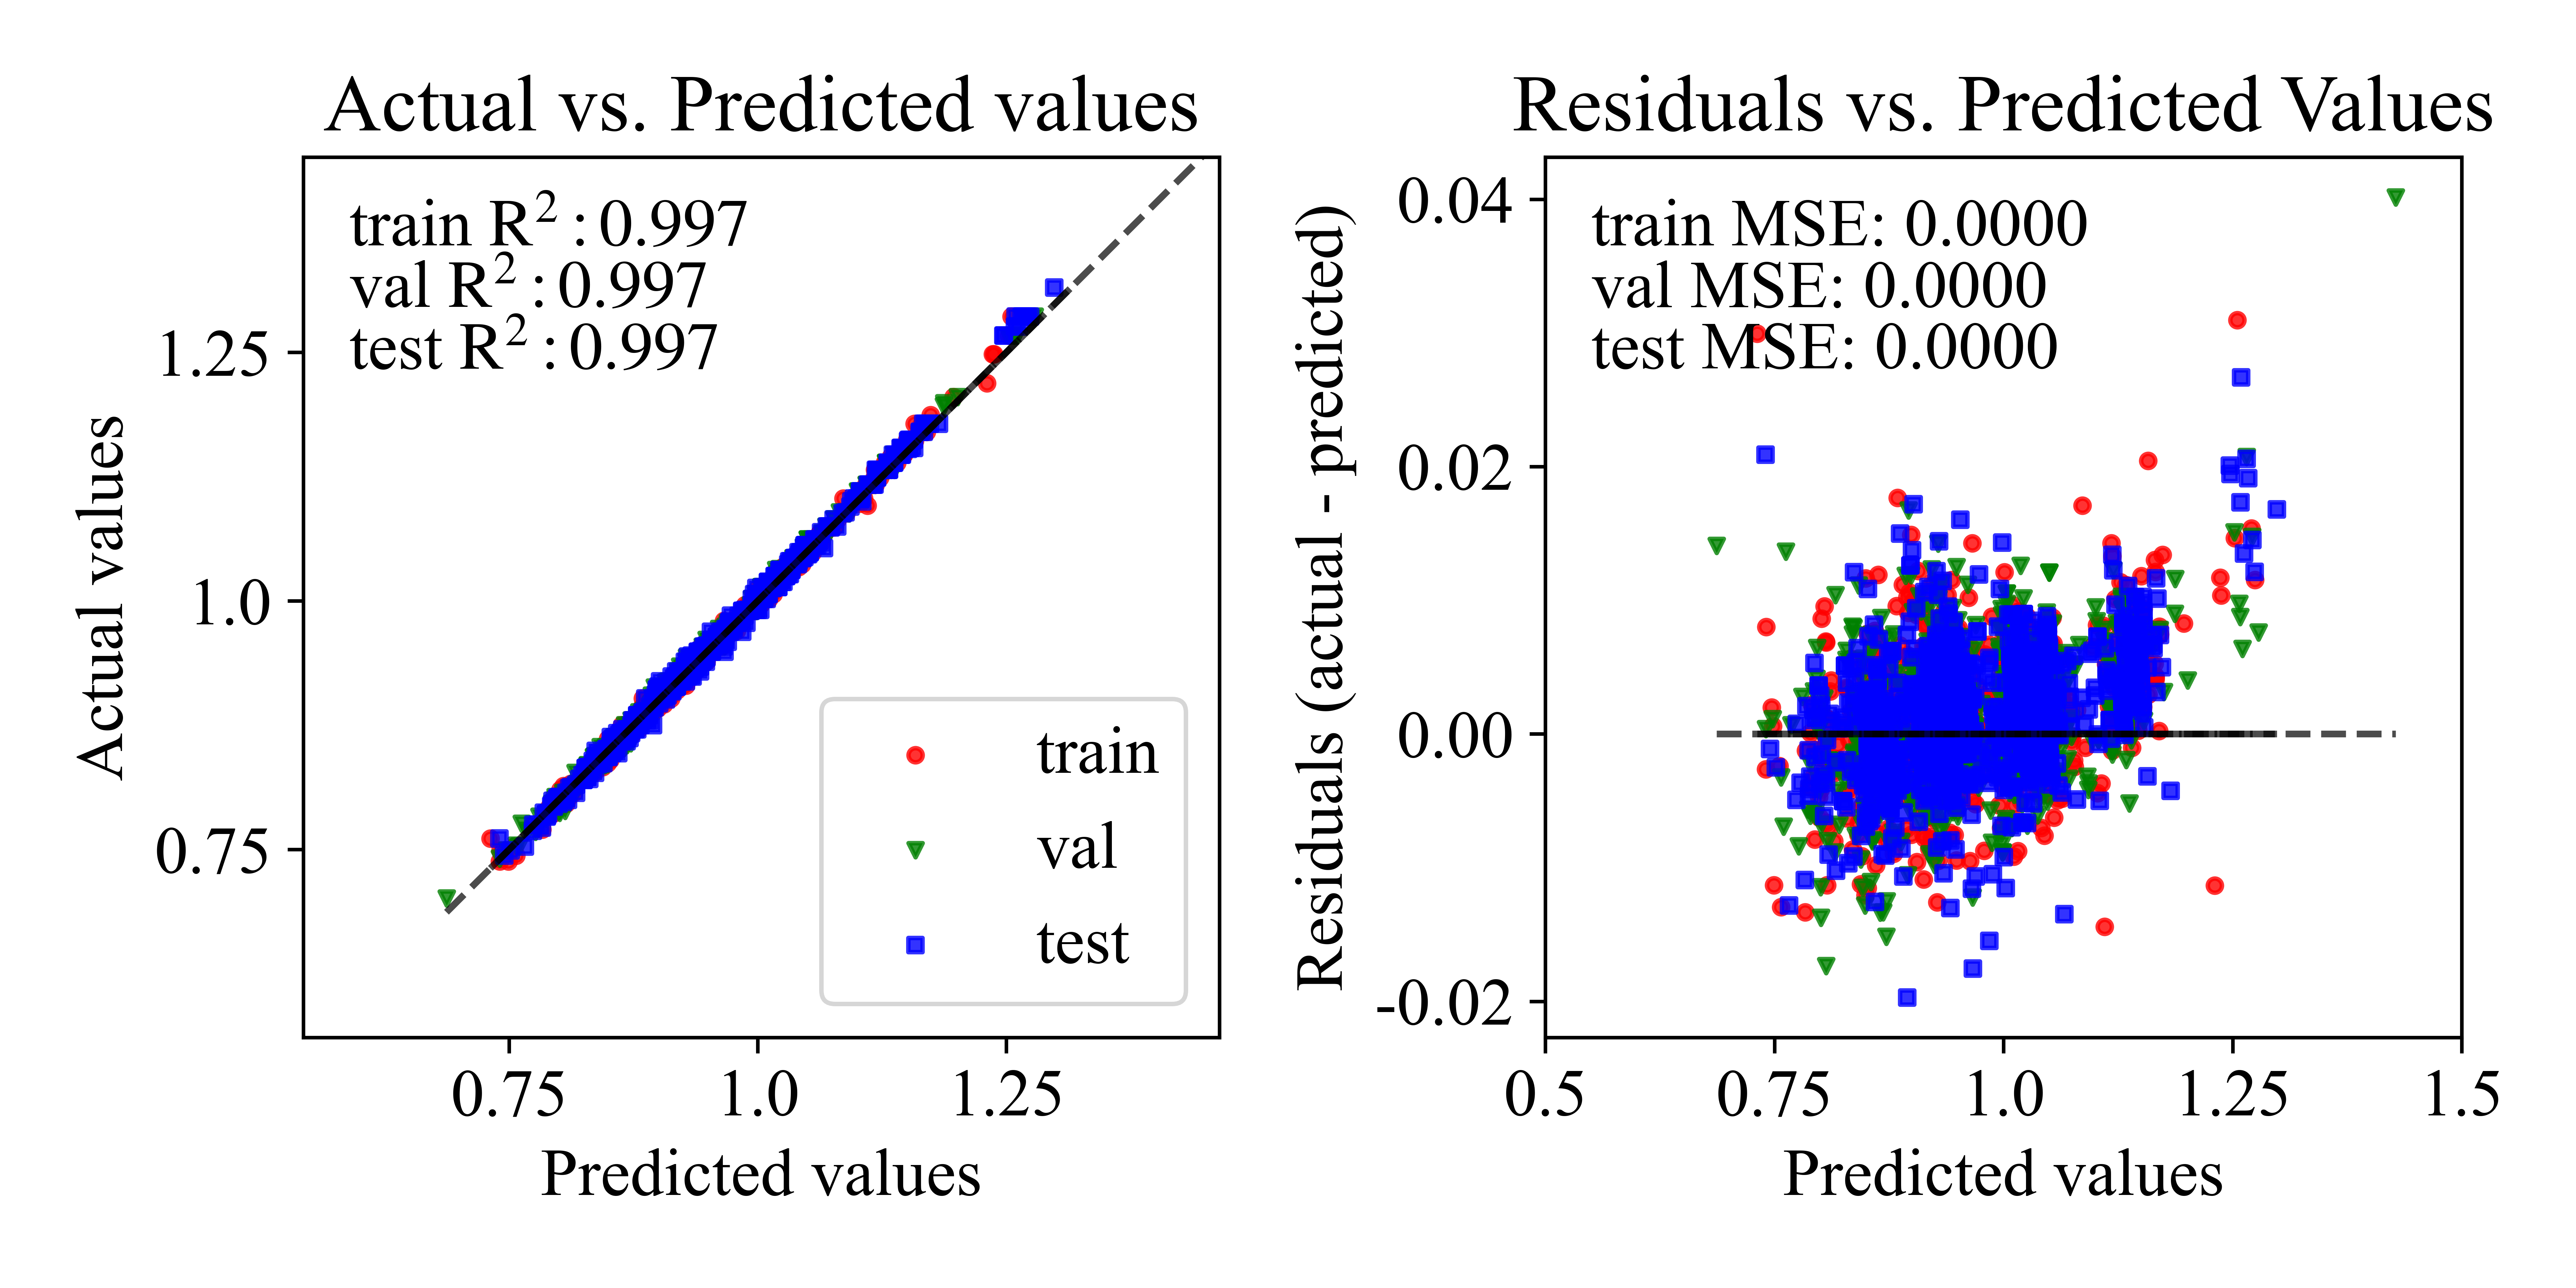 Actual vs. Predicted values
train R² : 0.997
val R² : 0.997
test R² : 0.997
1.25
1.0
0.75
Actual values
train
val
test
0.75 1.0 1.25
Predicted values
Residuals vs. Predicted Values
train MSE: 0.0000
val MSE: 0.0000
test MSE: 0.0000
0.04
0.02
0.00
-0.02
Residuals (actual - predicted)
0.5 0.75 1.0 1.25 1.5
Predicted values